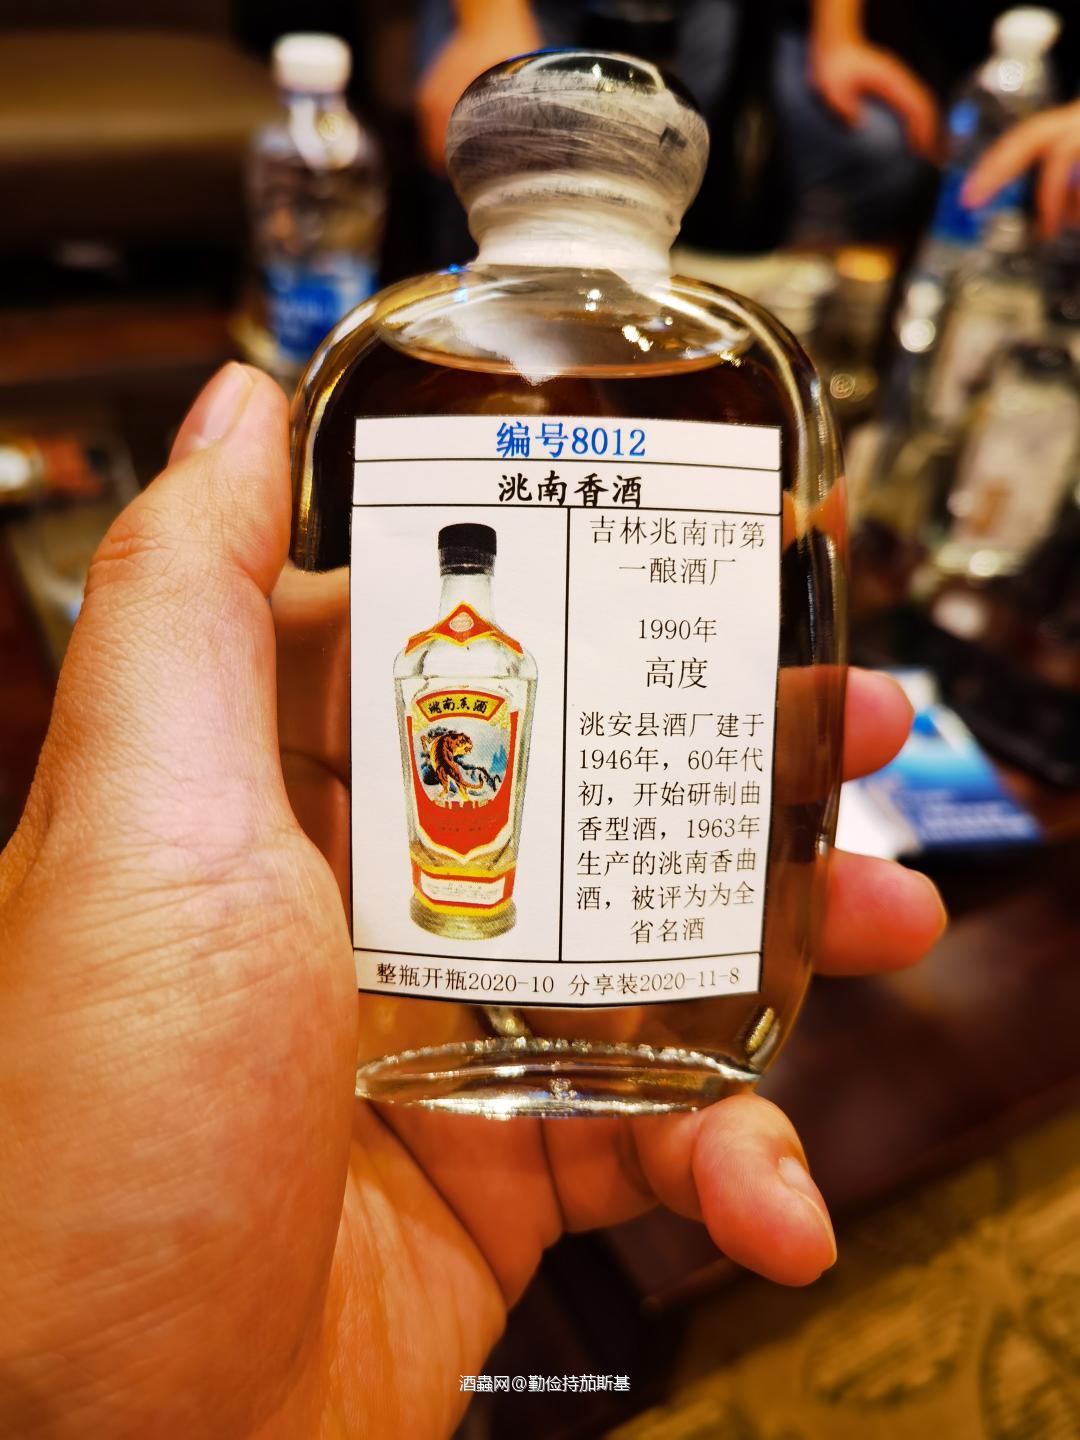 编号8012
洮南香酒
洮南香酒
吉林兆南市第
一酿酒厂
1990年
高度
洮安县酒厂建于
1946年，60年代
初，开始研制曲
香型酒，1963年
生产的洮南香曲
酒，被评为为全
省名酒
整瓶开瓶2020-10 分享装2020-11-8
酒蟲网@勤俭持茄斯基